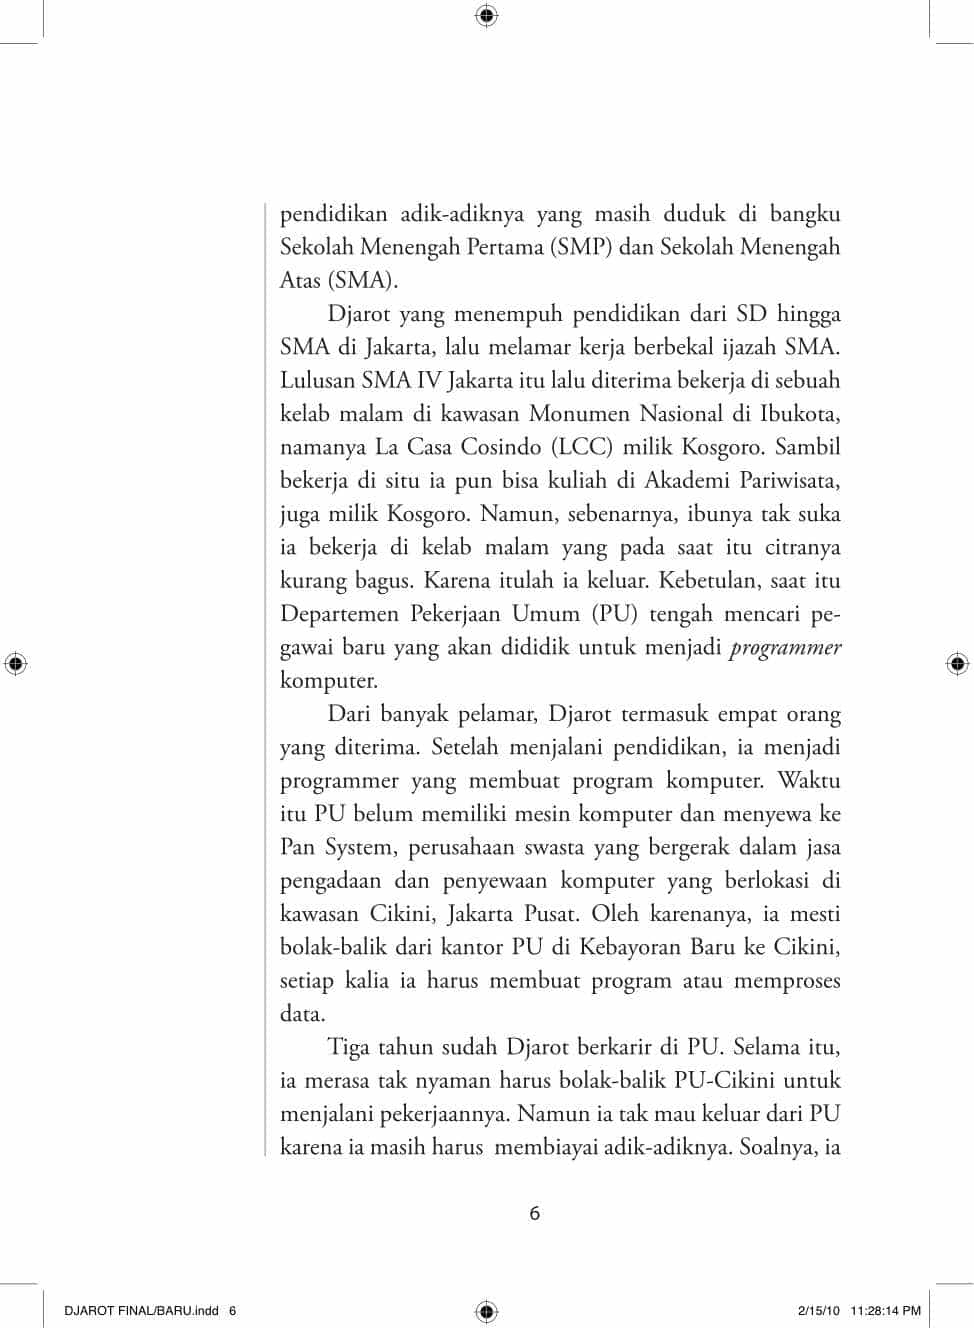 pendidikan adik-adiknya yang masih duduk di bangku
Sekolah Menengah Pertama (SMP) dan Sekolah Menengah
Atas (SMA).
Djarot yang menempuh pendidikan dari SD hingga
SMA di Jakarta, lalu melamar kerja berbekal ijazah SMA.
Lulusan SMA IV Jakarta itu lalu diterima bekerja di sebuah
kelab malam di kawasan Monumen Nasional di Ibukota,
namanya La Casa Cosindo (LCC) milik Kosgoro. Sambil
bekerja di situ ia pun bisa kuliah di Akademi Pariwisata,
juga milik Kosgoro. Namun, sebenarnya, ibunya tak suka
ia bekerja di kelab malam yang pada saat itu citranya
kurang bagus. Karena itulah ia keluar. Kebetulan, saat itu
Departemen Pekerjaan Umum (PU) tengah mencari pe-
gawai baru yang akan dididik untuk menjadi programmer
komputer.
Dari banyak pelamar, Djarot termasuk empat orang
yang diterima. Setelah menjalani pendidikan, ia menjadi
programmer yang membuat program komputer. Waktu
itu PU belum memiliki mesin komputer dan menyewa ke
Pan System, perusahaan swasta yang bergerak dalam jasa
pengadaan dan penyewaan komputer yang berlokasi di
kawasan Cikini, Jakarta Pusat. Oleh karenanya, ia mesti
bolak-balik dari kantor PU di Kebayoran Baru ke Cikini,
setiap kalia ia harus membuat program atau memproses
data.
Tiga tahun sudah Djarot berkarir di PU. Selama itu,
ia merasa tak nyaman harus bolak-balik PU-Cikini untuk
menjalani pekerjaannya. Namun ia tak mau keluar dari PU
karena ia masih harus  membiayai adik-adiknya. Soalnya, ia
6
DJAROT FINAL/BARU.indd   6
2/15/10   11:28:14 PM